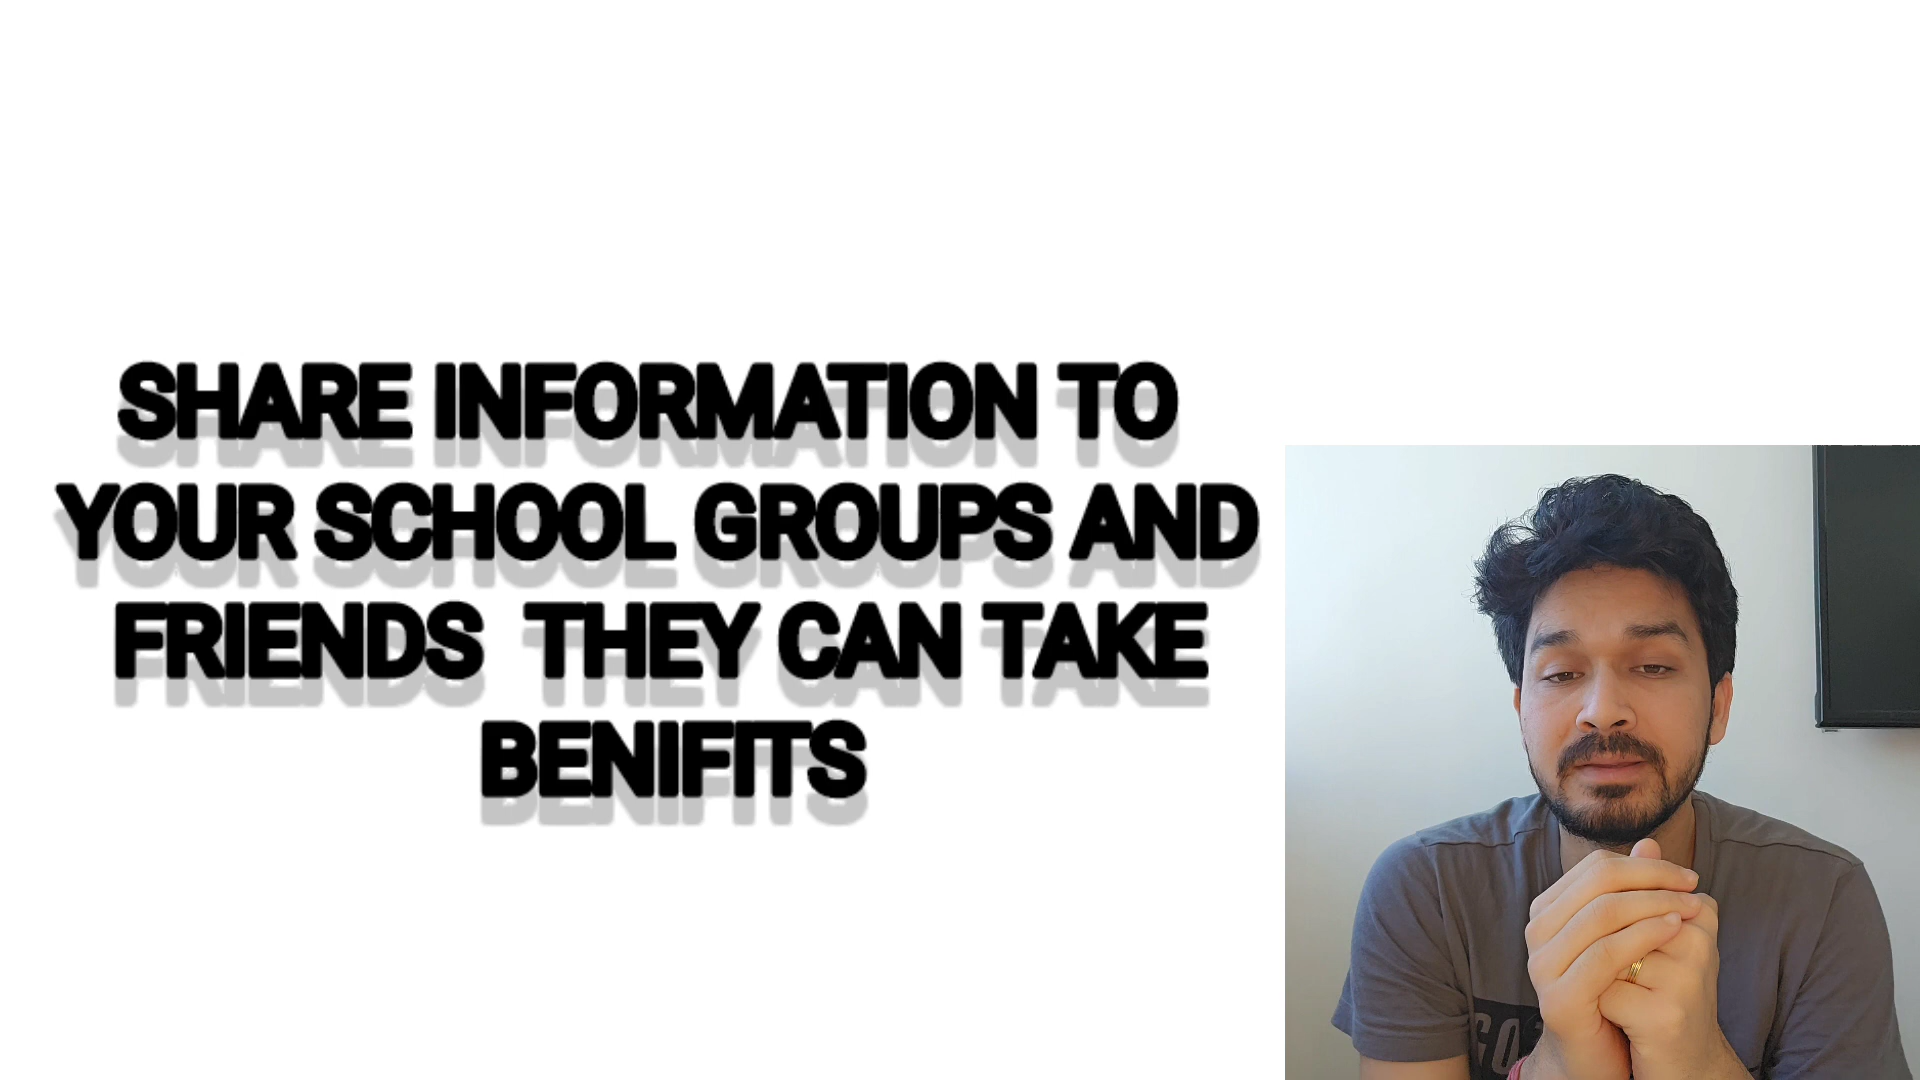 SHARE INFORMATION TO
YOUR SCHOOL GROUPS AND
FRIENDS THEY CAN TAKE
BENIFITS